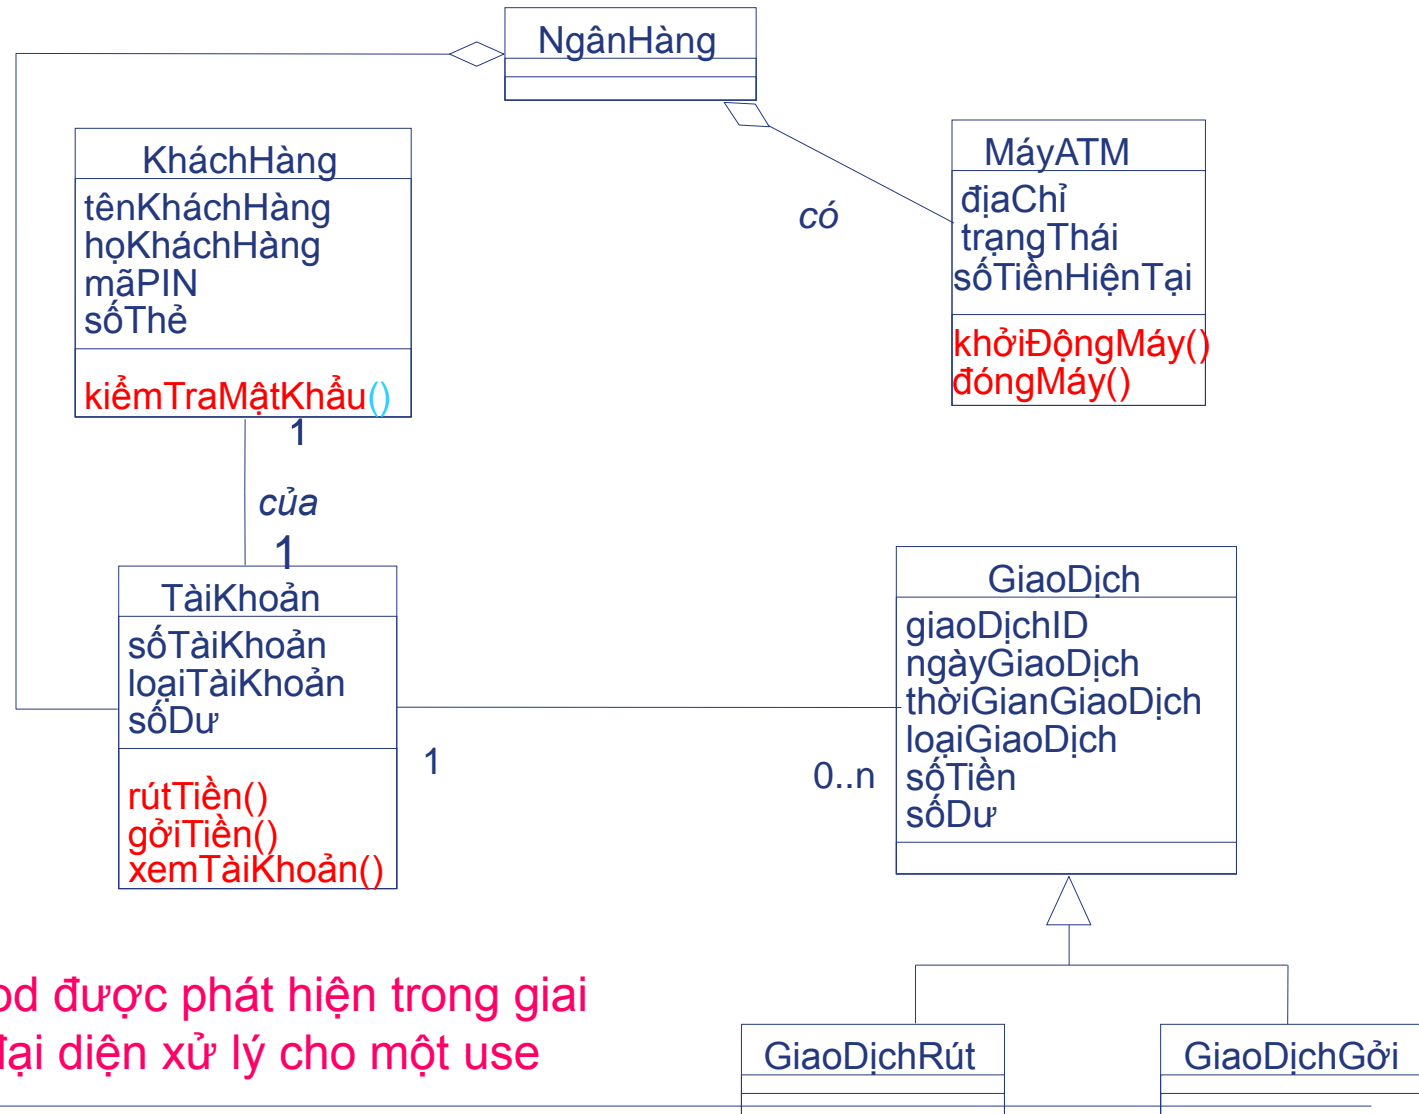 NgânHàng
KháchHàng
tênKháchHàng
họKháchHàng
mãPIN
sốThẻ
kiểmTraMậtKhẩu()
1
của
1
MáyATM
địaChỉ
trạngThái
sốTiềnHiệnTại
khởiĐộngMáy()
đóngMáy()
có
TàiKhoản
sốTàiKhoản
loạiTàiKhoản
sốDư
rútTiền()
gởiTiền()
xemTàiKhoản()
1
0..n
GiaoDịch
giaoDịchID
ngàyGiaoDịch
thờiGianGiaoDịch
loạiGiaoDịch
sốTiền
sốDư
od được phát hiện trong giai
đại diện xử lý cho một use
GiaoDịchRút
GiaoDịchGởi